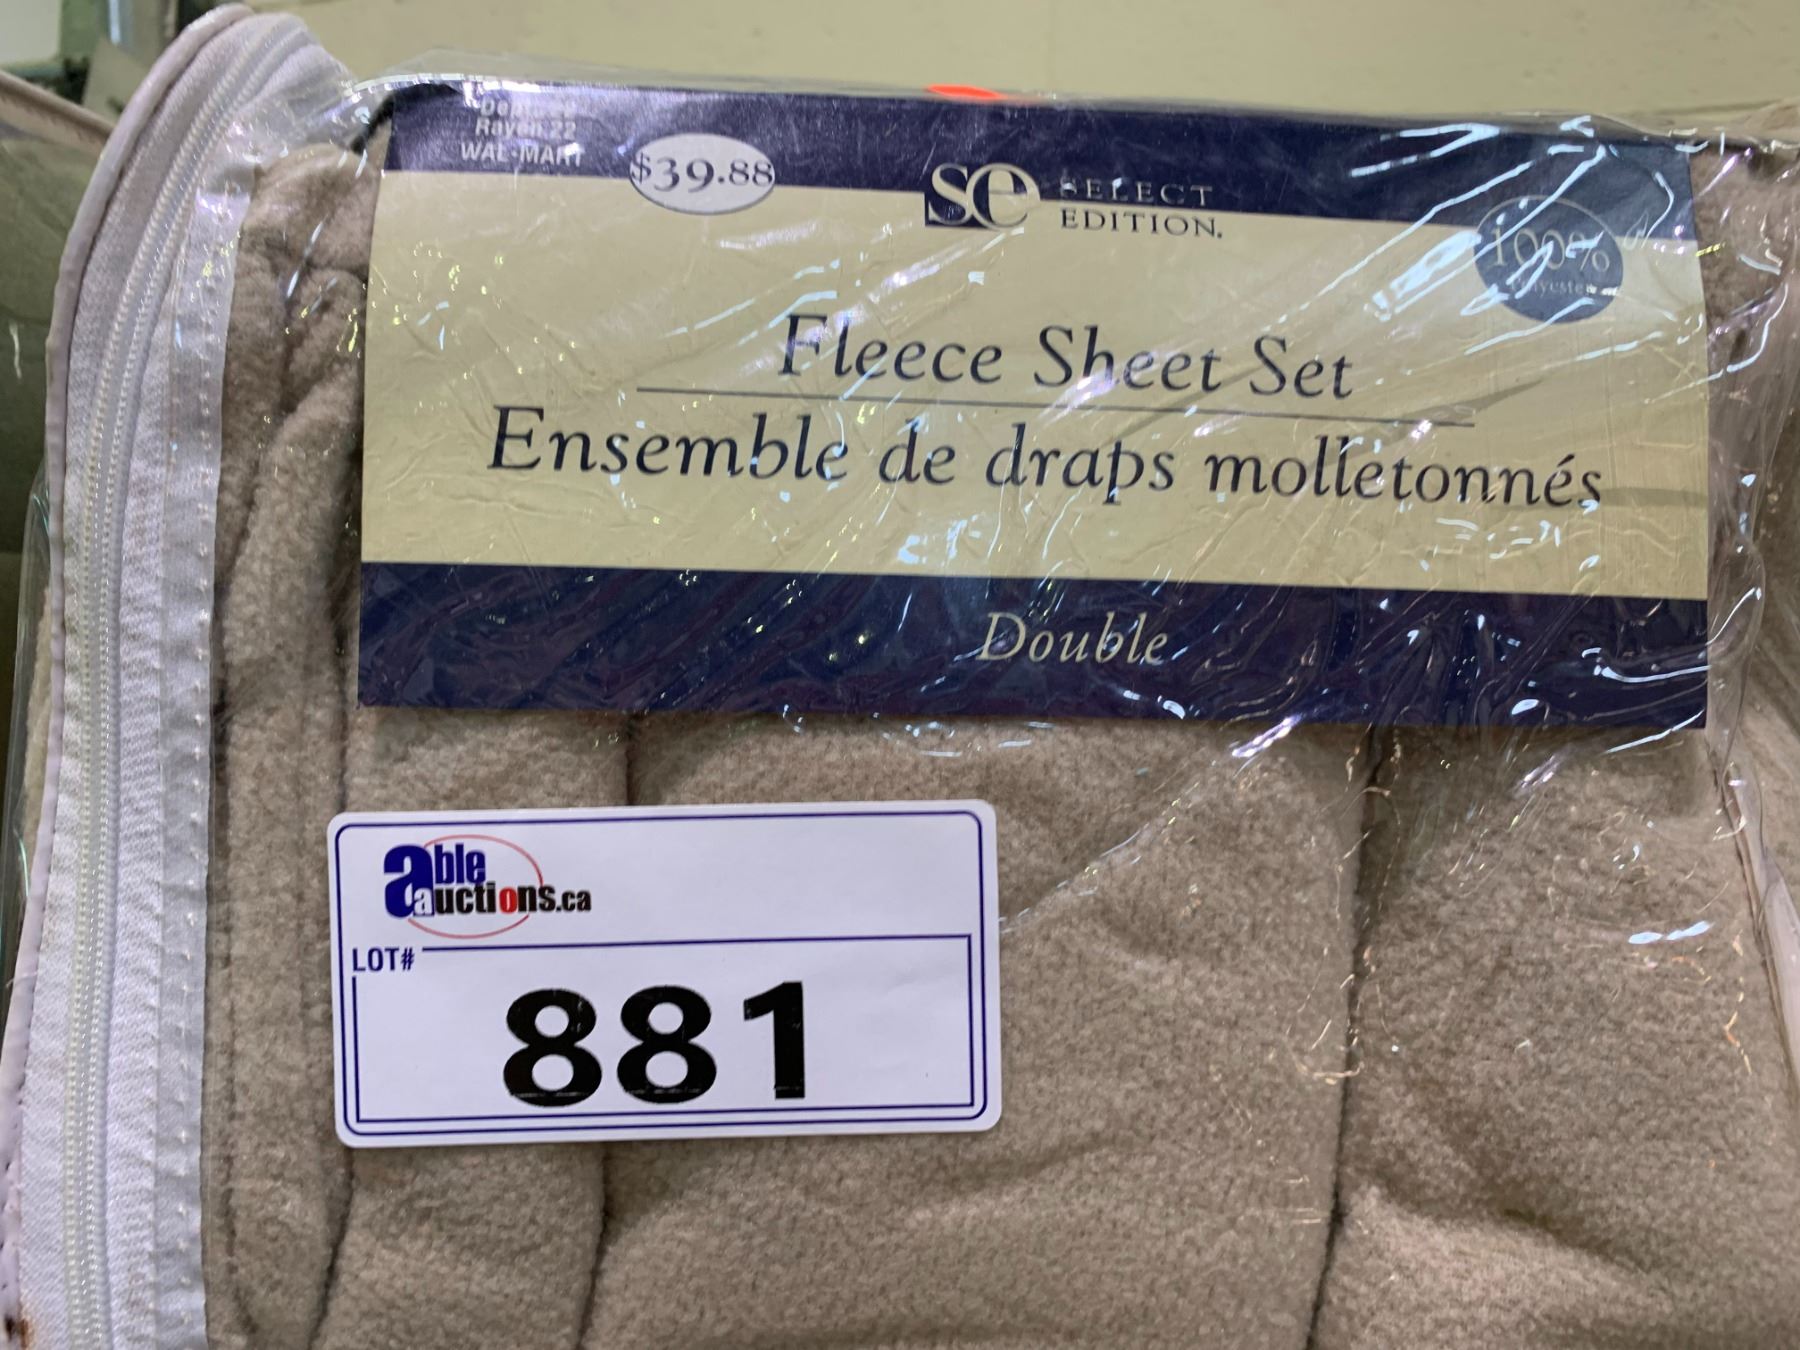 Rayon 22
WAL-MART
$39.88
se SELECT
EDITION.
100%
Polyester
Fleece Sheet Set
Ensemble de draps molletonnés
Double
able
auctions.ca
LOT#
881